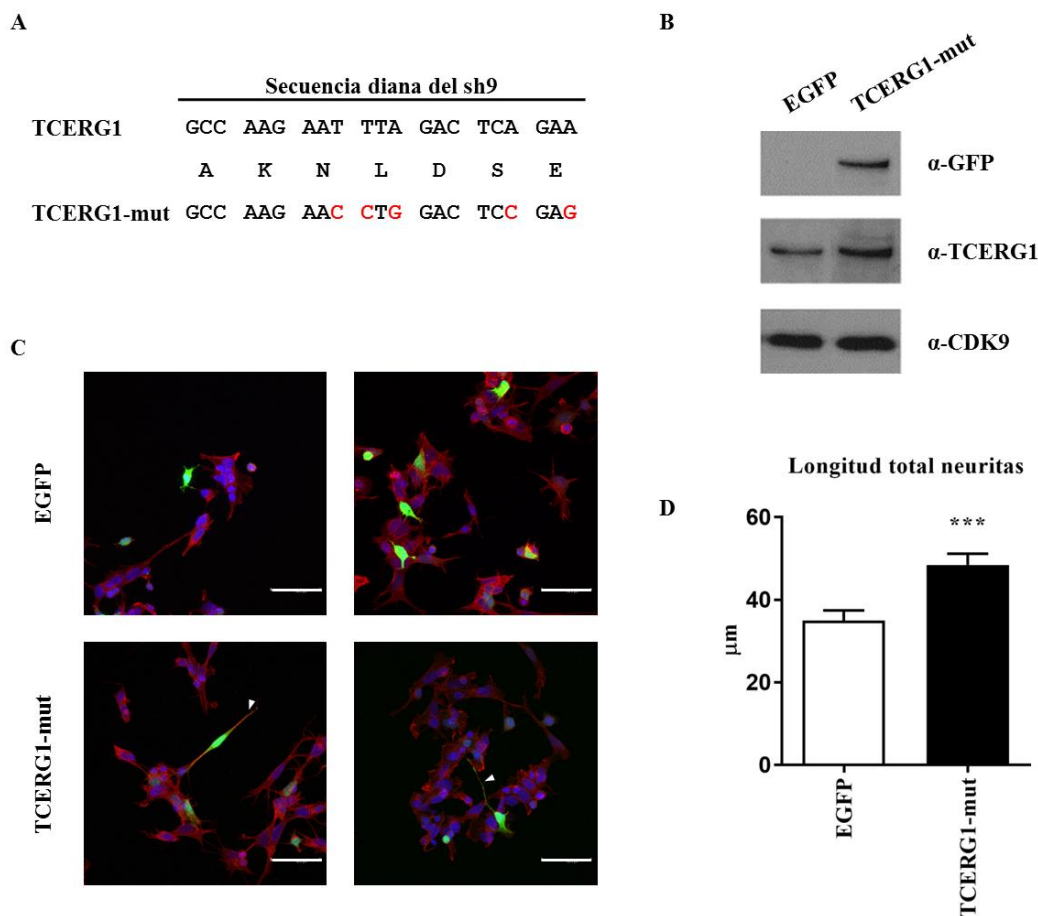 A
Secuencia diana del sh9
TCERG1 GCC AAG AAT TTA GAC TCA GAA
A K N L D S E
TCERG1-mut GCC AAG AAC CTG GAC TCC GAG
B
EGFP TCERG1-mut
α-GFP
α-TCERG1
α-CDK9
C
EGFP
TCERG1-mut
D
Longitud total neuritas
µm
60
40
20
0
***
EGFP
TCERG1-mut